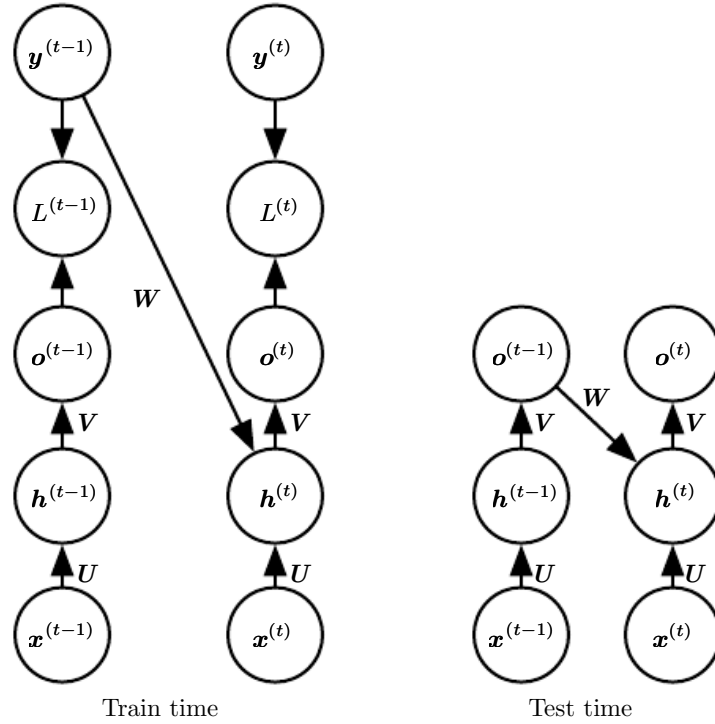 y^(t−1) y^(t)
L^(t−1) L^(t)
W
o^(t−1) o^(t) o^(t−1) o^(t)
W
V V V V
h^(t−1) h^(t) h^(t−1) h^(t)
U U U U
x^(t−1) x^(t) x^(t−1) x^(t)
Train time Test time